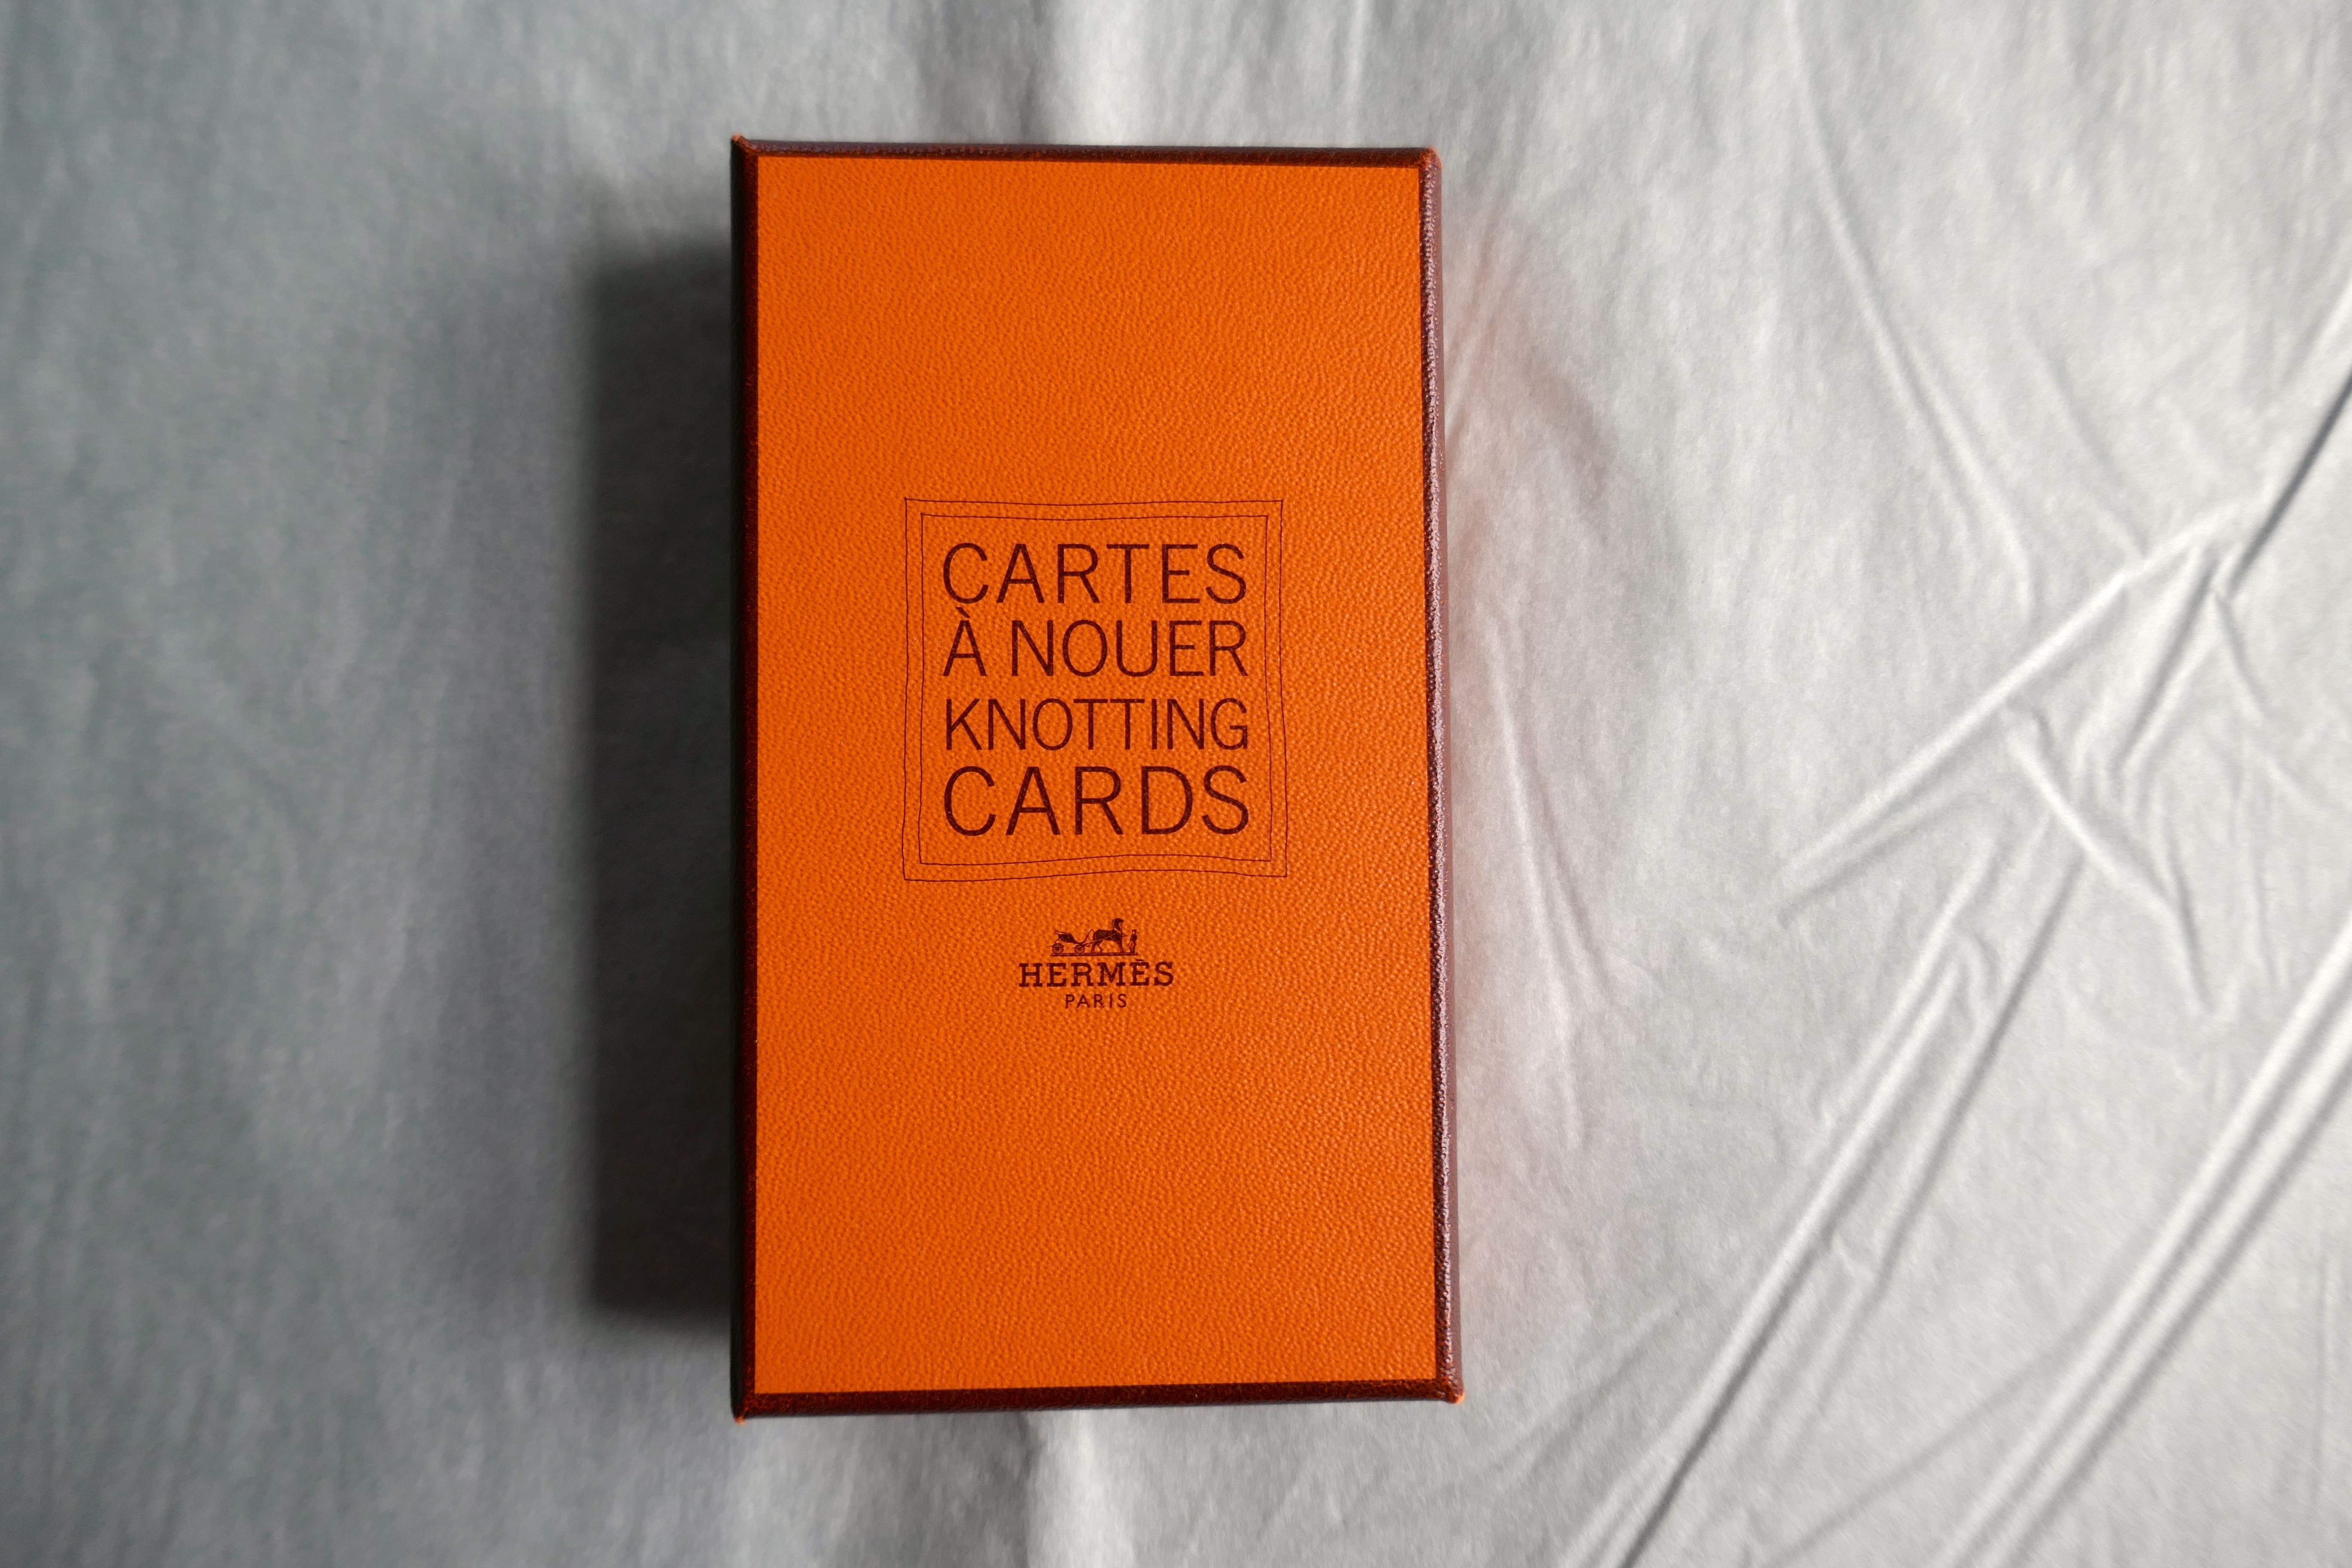 CARTES
À NOUER
KNOTTING
CARDS
HERMÈS
PARIS